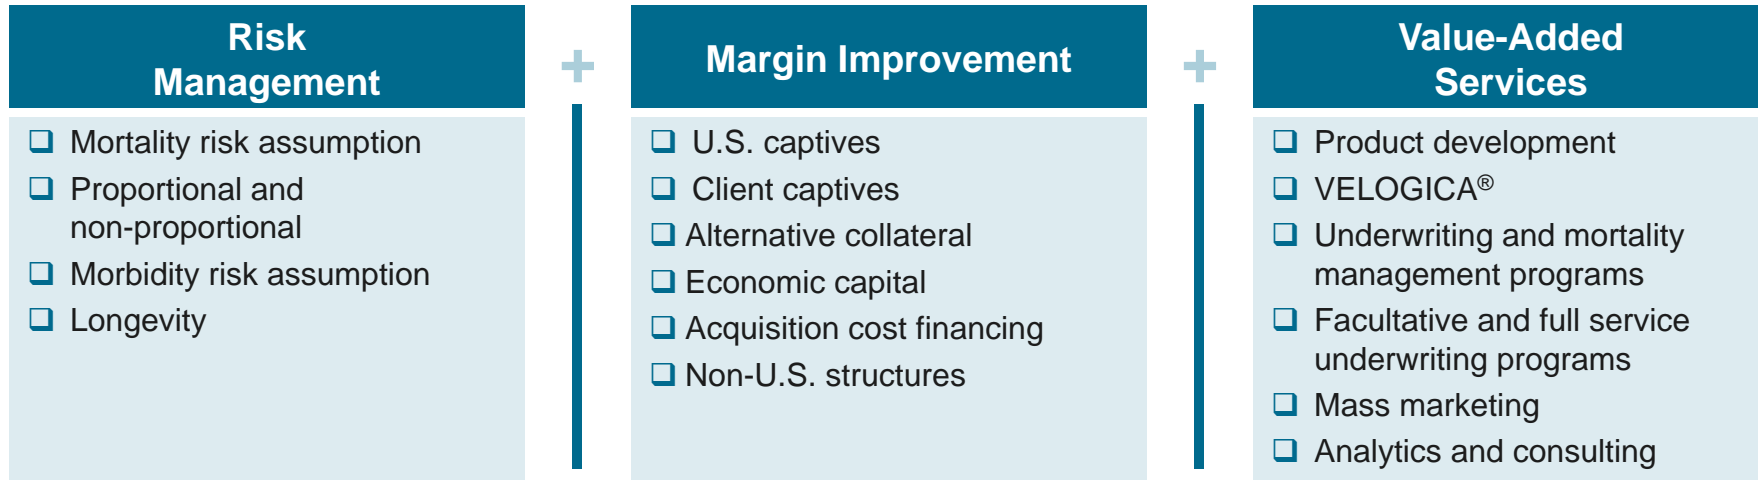 Risk
Management
Mortality risk assumption
Proportional and
non-proportional
Morbidity risk assumption
Longevity
+
Margin Improvement
U.S. captives
Client captives
Alternative collateral
Economic capital
Acquisition cost financing
Non-U.S. structures
+
Value-Added
Services
Product development
VELOGICA®
Underwriting and mortality
management programs
Facultative and full service
underwriting programs
Mass marketing
Analytics and consulting